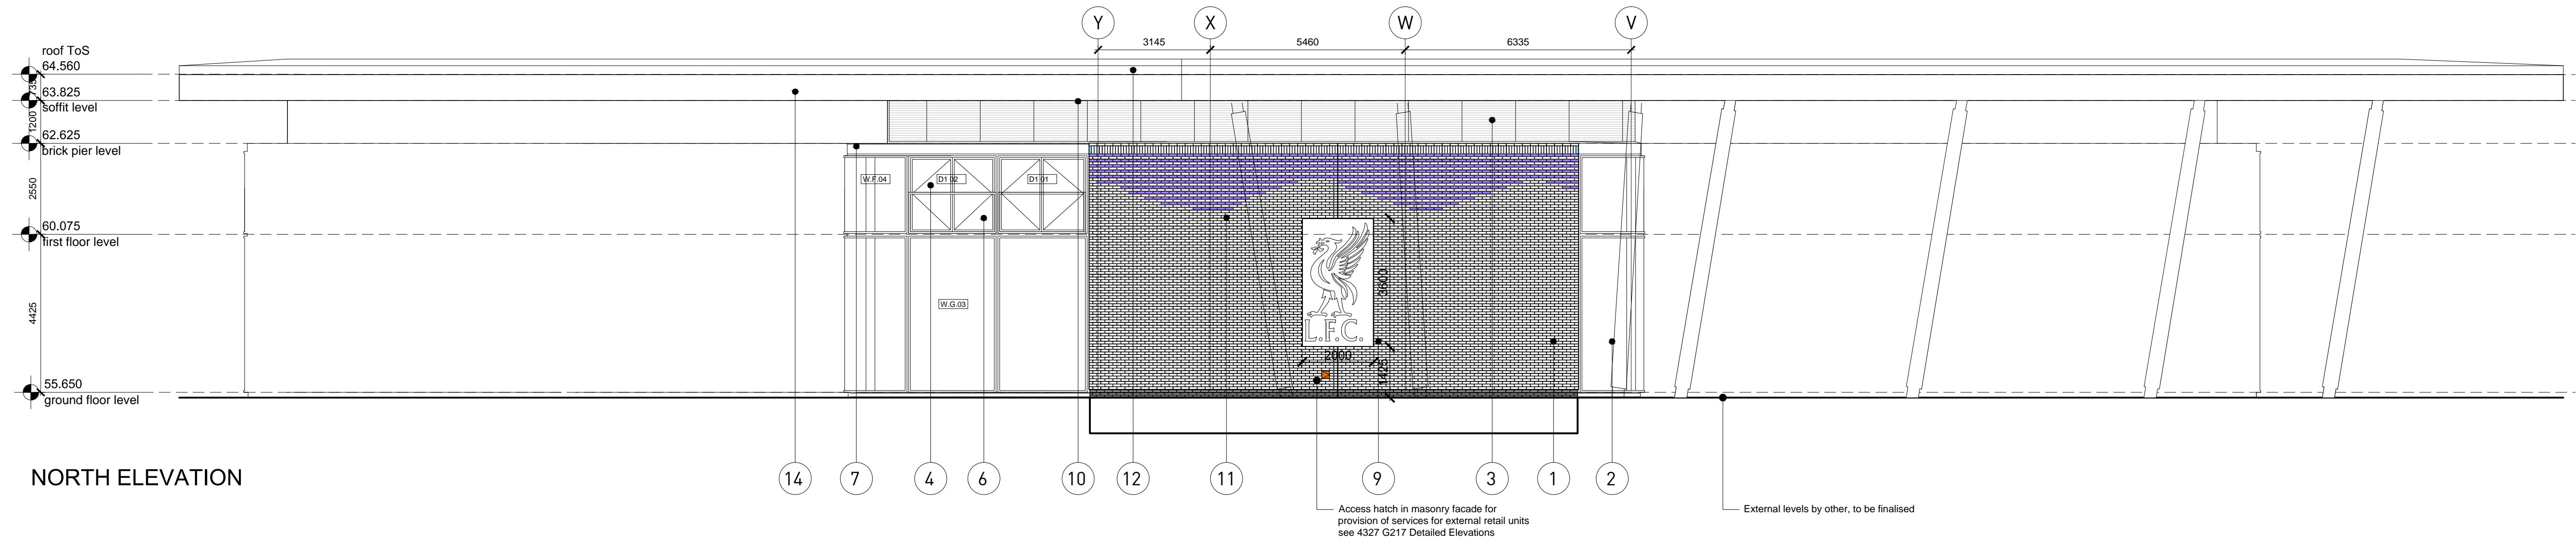 Y X W V
3145 5460 6335
roof ToS
64.560
735
63.825
soffit level
1200
62.625
brick pier level
2550
60.075
first floor level
4425
55.650
ground floor level
W.F.04
D1 02
D1 01
W.G.03
L.F.C.
3600
2000
1425
NORTH ELEVATION
14 7 4 6 10 12 11 9 3 1 2
Access hatch in masonry facade for
provision of services for external retail units
see 4327 G217 Detailed Elevations
External levels by other, to be finalised